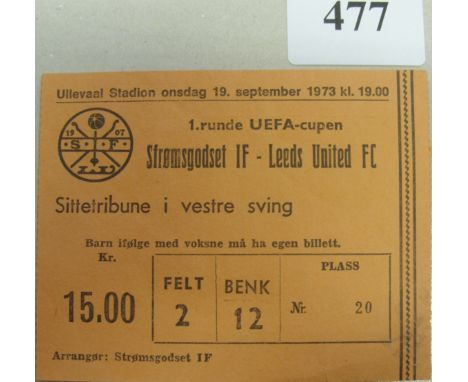 477
Ullevaal Stadion onsdag 19. september 1973 kl. 19.00
1.runde UEFA-cupen
19 07
S F
Strømsgodset IF - Leeds United FC
Sittetribune i vestre sving
Barn ifølge med voksne må ha egen billett.
Kr.
15.00
FELT
2
BENK
12
PLASS
Nr. 20
Arrangør: Strømsgodset IF